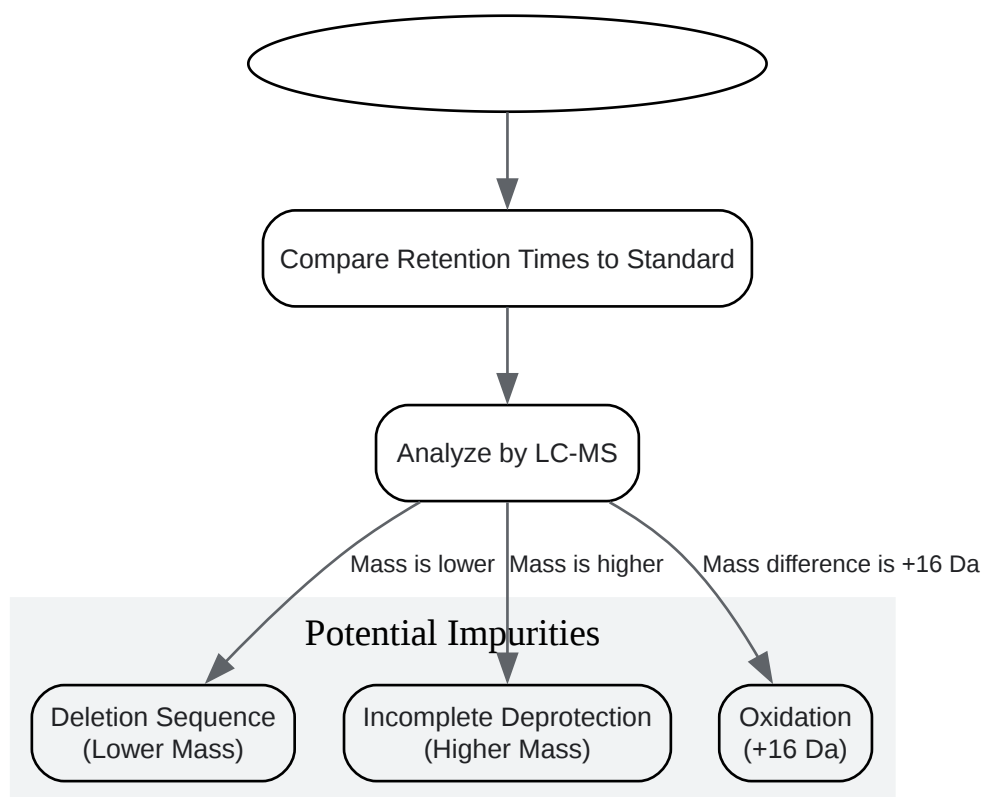 Compare Retention Times to Standard
Analyze by LC-MS
Mass is lower
Mass is higher
Mass difference is +16 Da
Potential Impurities
Deletion Sequence
(Lower Mass)
Incomplete Deprotection
(Higher Mass)
Oxidation
(+16 Da)